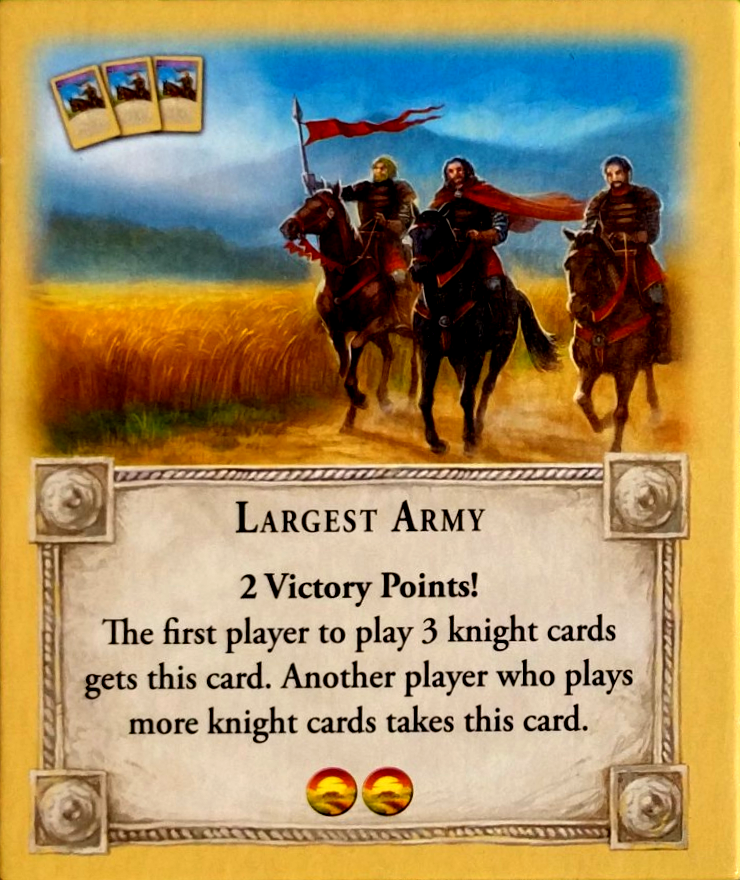 Largest Army
2 Victory Points!
The first player to play 3 knight cards
gets this card. Another player who plays
more knight cards takes this card.